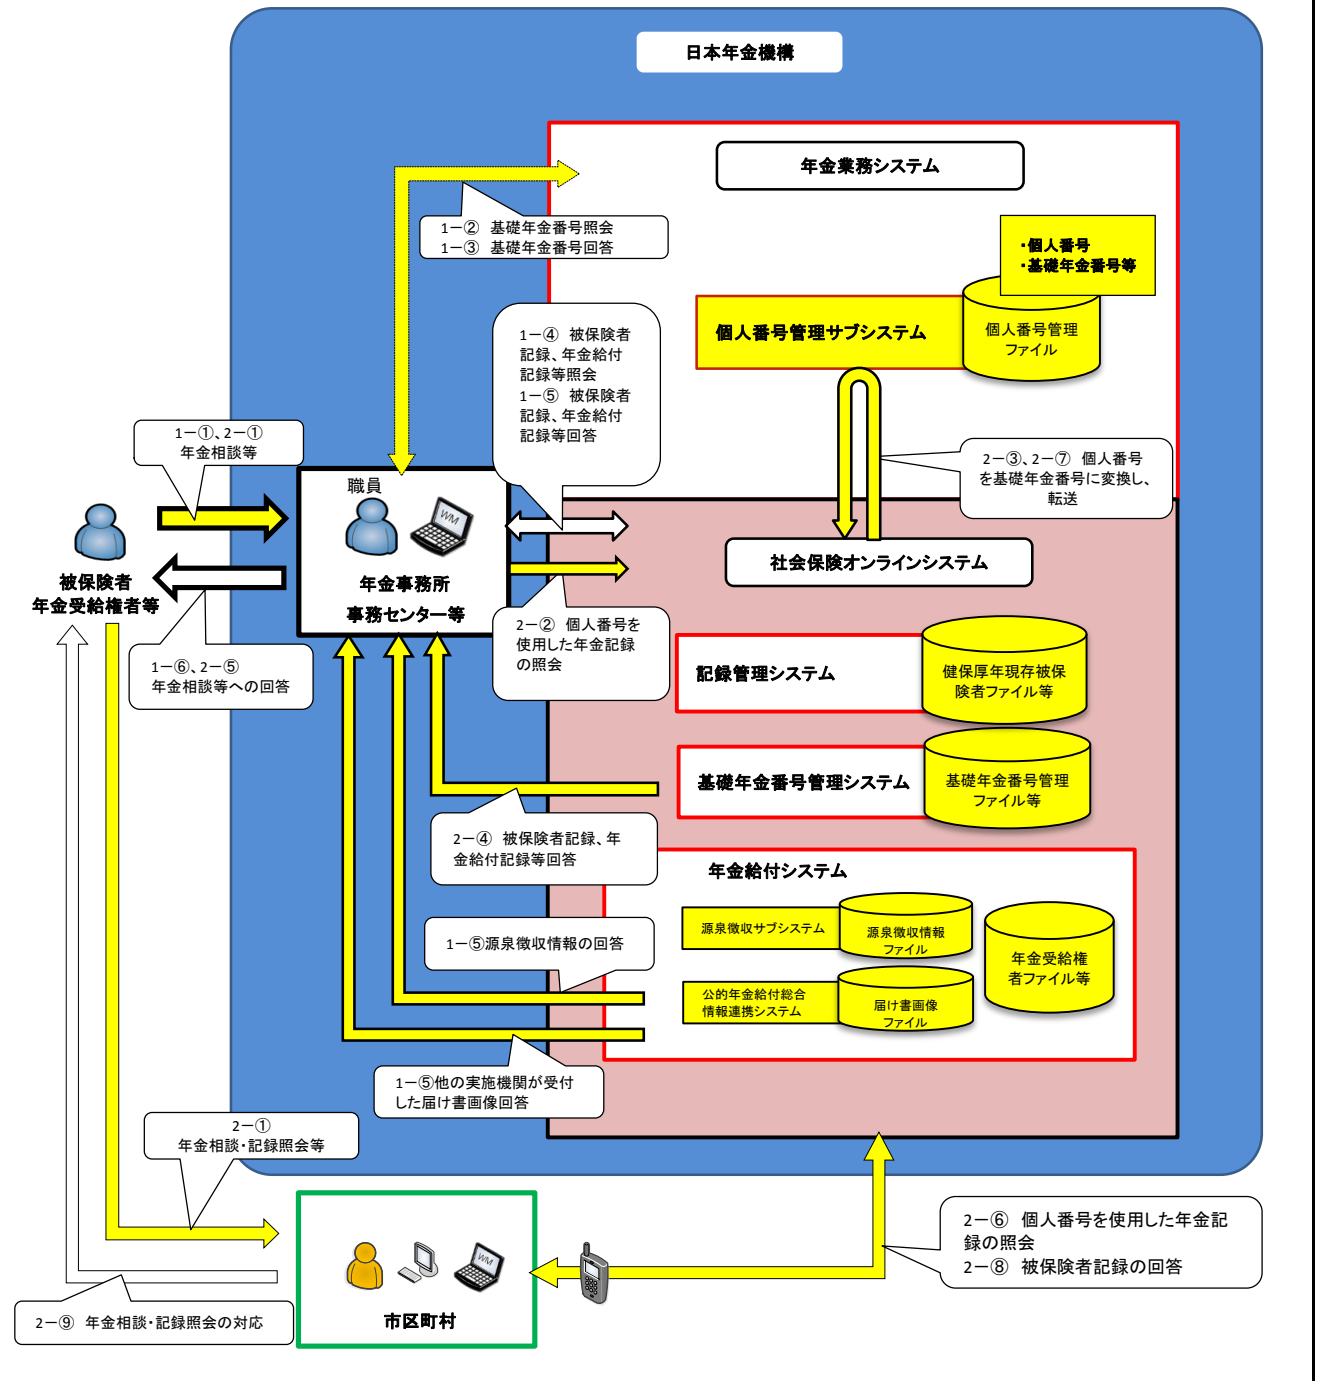 日本年金機構
年金業務システム
1－②　基礎年金番号照会
1－③　基礎年金番号回答
・個人番号
・基礎年金番号等
個人番号管理サブシステム
個人番号管理
ファイル
1－④　被保険者
記録、年金給付
記録等照会
1－⑤　被保険者
記録、年金給付
記録等回答
1－①、2－①
年金相談等
2－③、2－⑦　個人番号
を基礎年金番号に変換し、
転送
職員
WM
年金事務所
事務センター等
被保険者
年金受給権者等
社会保険オンラインシステム
2－②　個人番号を
使用した年金記録
の照会
1－⑥、2－⑤
年金相談等への回答
記録管理システム
健保厚年現存被保
険者ファイル等
基礎年金番号管理システム
基礎年金番号管理
ファイル等
2－④　被保険者記録、年
金給付記録等回答
年金給付システム
源泉徴収サブシステム
源泉徴収情報
ファイル
年金受給権
者ファイル等
1－⑤源泉徴収情報の回答
公的年金給付総合
情報連携システム
届け書画像
ファイル
1－⑤他の実施機関が受付
した届け書画像回答
2－①
年金相談・記録照会等
2－⑥　個人番号を使用した年金記
録の照会
2－⑧　被保険者記録の回答
WM
市区町村
2－⑨　年金相談・記録照会の対応